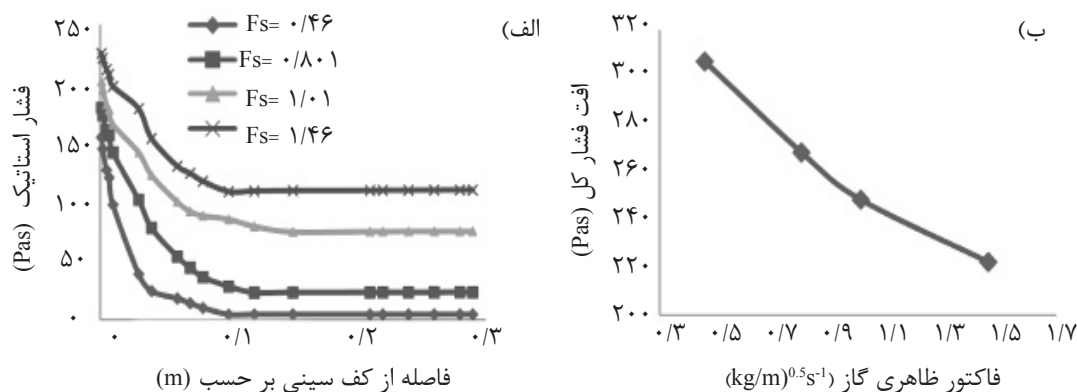 الف)
Fs= ۰/۴۶
Fs= ۰/۸۰۱
Fs= ۱/۰۱
Fs= ۱/۴۶
فشار استاتیک (Pas)
۲۵۰
۲۰۰
۱۵۰
۱۰۰
۵۰
۰
۰ ۰/۱ ۰/۲ ۰/۳
فاصله از کف سینی بر حسب (m)
ب)
افت فشار کل (Pas)
۳۲۰
۳۰۰
۲۸۰
۲۶۰
۲۴۰
۲۲۰
۲۰۰
۰/۳ ۰/۵ ۰/۷ ۰/۹ ۱/۱ ۱/۳ ۱/۵ ۱/۷
فاکتور ظاهری گاز (kg/m)⁰·⁵s⁻¹)